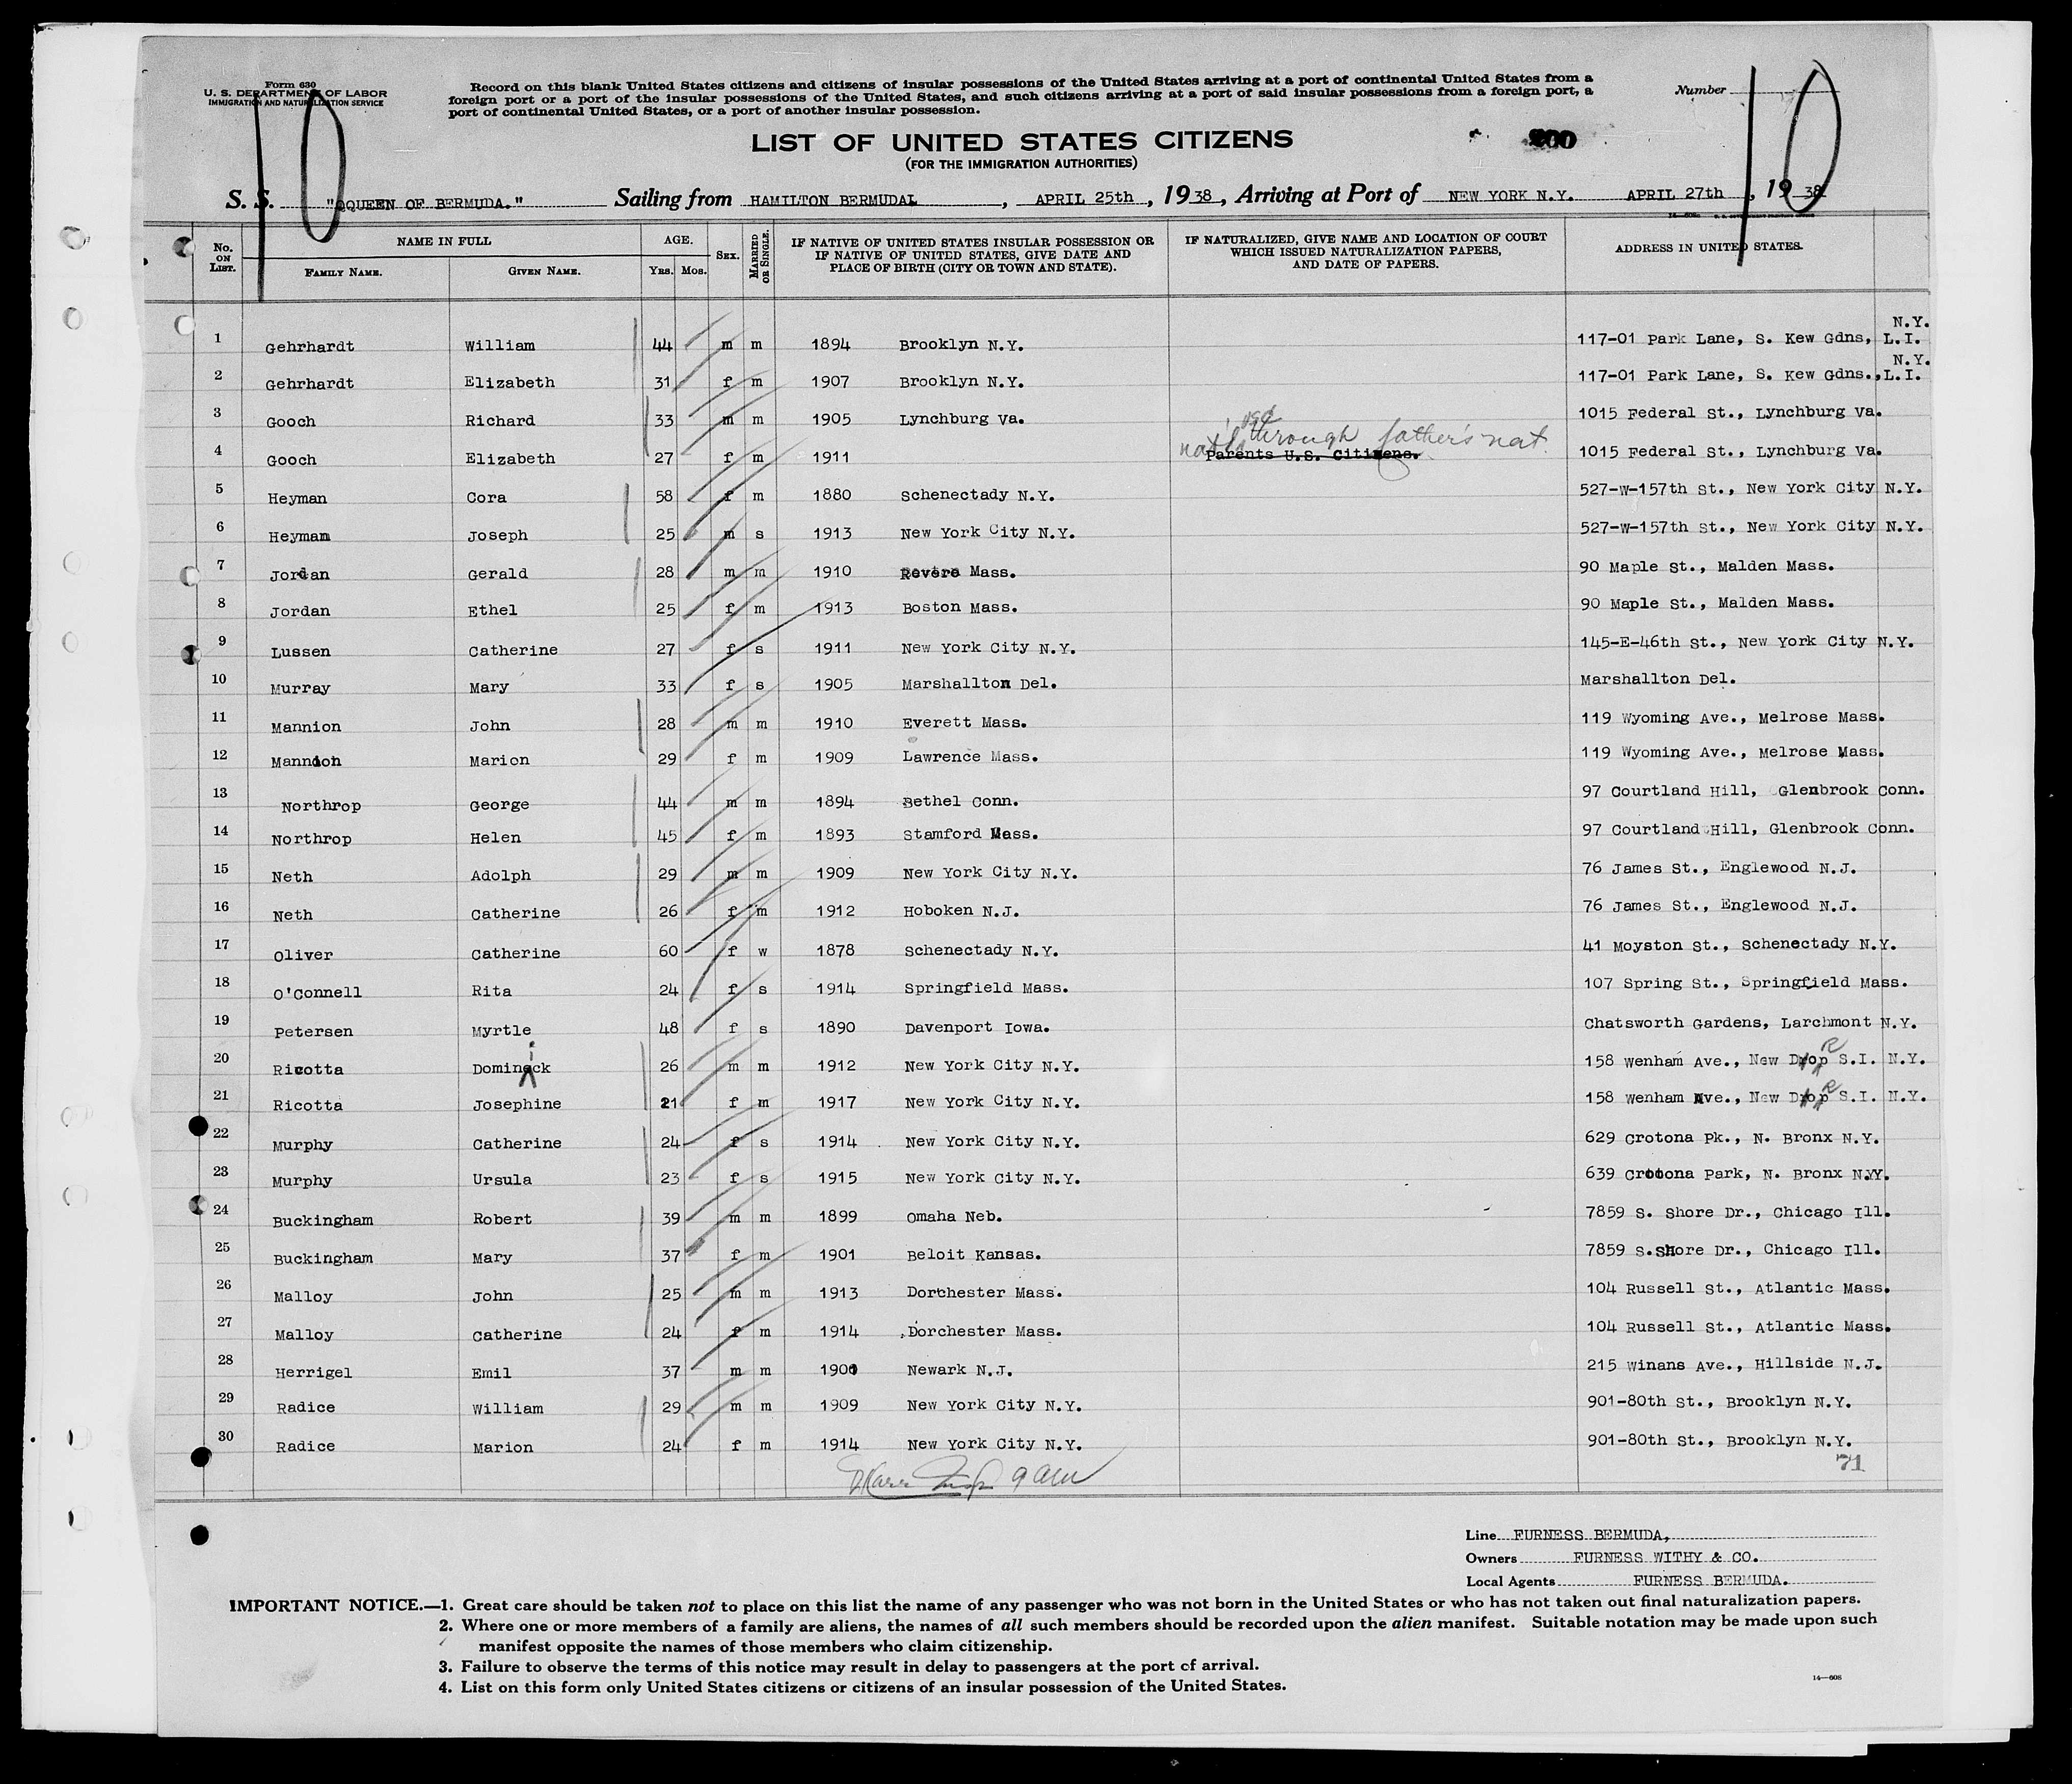 Form 630
U. S. DEPARTMENT OF LABOR
IMMIGRATION AND NATURALIZATION SERVICE
Record on this blank United States citizens and citizens of insular possessions of the United States arriving at a port of continental United States from a
foreign port or a port of the insular possessions of the United States, and such citizens arriving at a port of said insular possessions from a foreign port, a
port of continental United States, or a port of another insular possession.
Number
10 10
LIST OF UNITED STATES CITIZENS
(FOR THE IMMIGRATION AUTHORITIES)
S. S. "QQUEEN OF BERMUDA." Sailing from HAMILTON BERMUDAL, APRIL 25th, 1938, Arriving at Port of NEW YORK N.Y. APRIL 27th, 1938
No. ON LIST. NAME IN FULL FAMILY NAME. GIVEN NAME. AGE. YRS. MOS. SEX. MARRIED OR SINGLE. IF NATIVE OF UNITED STATES INSULAR POSSESSION OR IF NATIVE OF UNITED STATES, GIVE DATE AND PLACE OF BIRTH (CITY OR TOWN AND STATE). IF NATURALIZED, GIVE NAME AND LOCATION OF COURT WHICH ISSUED NATURALIZATION PAPERS, AND DATE OF PAPERS. ADDRESS IN UNITED STATES.
1 Gehrhardt William 44 m m 1894 Brooklyn N.Y. 117-01 Park Lane, S. Kew Gdns, L.I. N.Y.
2 Gehrhardt Elizabeth 31 f m 1907 Brooklyn N.Y. 117-01 Park Lane, S. Kew Gdns., L.I. N.Y.
3 Gooch Richard 33 m m 1905 Lynchburg Va. 1015 Federal St., Lynchburg Va.
4 Gooch Elizabeth 27 f m 1911 Parents U.S. Citizens. through father's nat. 1015 Federal St., Lynchburg Va.
5 Heyman Cora 58 f m 1880 Schenectady N.Y. 527-W-157th St., New York City N.Y.
6 Heyman Joseph 25 m s 1913 New York City N.Y. 527-W-157th St., New York City N.Y.
7 Jordan Gerald 28 m m 1910 Revere Mass. 90 Maple St., Malden Mass.
8 Jordan Ethel 25 f m 1913 Boston Mass. 90 Maple St., Malden Mass.
9 Lussen Catherine 27 f s 1911 New York City N.Y. 145-E-46th St., New York City N.Y.
10 Murray Mary 33 f s 1905 Marshallton Del. Marshallton Del.
11 Mannion John 28 m m 1910 Everett Mass. 119 Wyoming Ave., Melrose Mass.
12 Mannion Marion 29 f m 1909 Lawrence Mass. 119 Wyoming Ave., Melrose Mass.
13 Northrop George 44 m m 1894 Bethel Conn. 97 Courtland Hill, Glenbrook Conn.
14 Northrop Helen 45 f m 1893 Stamford Mass. 97 Courtland Hill, Glenbrook Conn.
15 Neth Adolph 29 m m 1909 New York City N.Y. 76 James St., Englewood N.J.
16 Neth Catherine 26 f m 1912 Hoboken N.J. 76 James St., Englewood N.J.
17 Oliver Catherine 60 f w 1878 Schenectady N.Y. 41 Moyston St., Schenectady N.Y.
18 O'Connell Rita 24 f s 1914 Springfield Mass. 107 Spring St., Springfield Mass.
19 Petersen Myrtle 48 f s 1890 Davenport Iowa. Chatsworth Gardens, Larchmont N.Y.
20 Ricotta Dominick 26 m m 1912 New York City N.Y. 158 Wenham Ave., New Dorp S.I. N.Y.
21 Ricotta Josephine 21 f m 1917 New York City N.Y. 158 Wenham Ave., New Dorp S.I. N.Y.
22 Murphy Catherine 24 f s 1914 New York City N.Y. 629 Crotona Pk., N. Bronx N.Y.
23 Murphy Ursula 23 f s 1915 New York City N.Y. 639 Crotona Park, N. Bronx N.Y.
24 Buckingham Robert 39 m m 1899 Omaha Neb. 7859 S. Shore Dr., Chicago Ill.
25 Buckingham Mary 37 f m 1901 Beloit Kansas. 7859 S.Shore Dr., Chicago Ill.
26 Malloy John 25 m m 1913 Dorchester Mass. 104 Russell St., Atlantic Mass.
27 Malloy Catherine 24 f m 1914 Dorchester Mass. 104 Russell St., Atlantic Mass.
28 Herrigel Emil 37 m m 1901 Newark N.J. 215 Winans Ave., Hillside N.J.
29 Radice William 29 m m 1909 New York City N.Y. 901-80th St., Brooklyn N.Y.
30 Radice Marion 24 f m 1914 New York City N.Y. 901-80th St., Brooklyn N.Y.
71
Line FURNESS BERMUDA,
Owners FURNESS WITHY & CO.
Local Agents FURNESS BERMUDA.
IMPORTANT NOTICE.—1. Great care should be taken not to place on this list the name of any passenger who was not born in the United States or who has not taken out final naturalization papers.
2. Where one or more members of a family are aliens, the names of all such members should be recorded upon the alien manifest. Suitable notation may be made upon such
manifest opposite the names of those members who claim citizenship.
3. Failure to observe the terms of this notice may result in delay to passengers at the port of arrival.
4. List on this form only United States citizens or citizens of an insular possession of the United States.
14—608